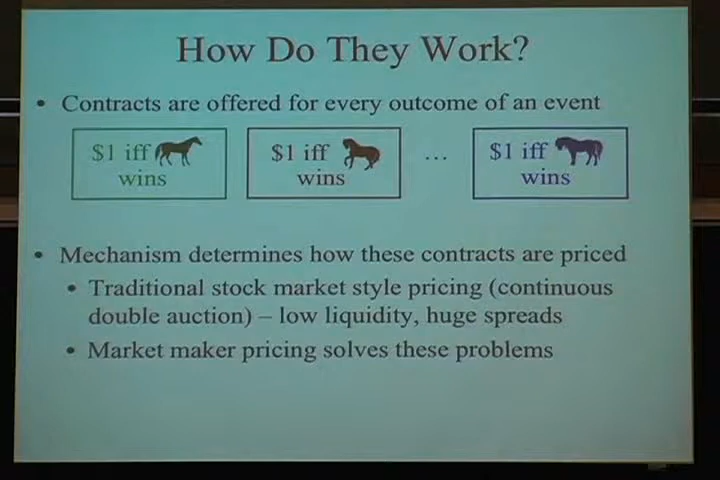 How Do They Work?
• Contracts are offered for every outcome of an event
$1 iff
wins
$1 iff
wins
...
$1 iff
wins
• Mechanism determines how these contracts are priced
• Traditional stock market style pricing (continuous
double auction) – low liquidity, huge spreads
• Market maker pricing solves these problems